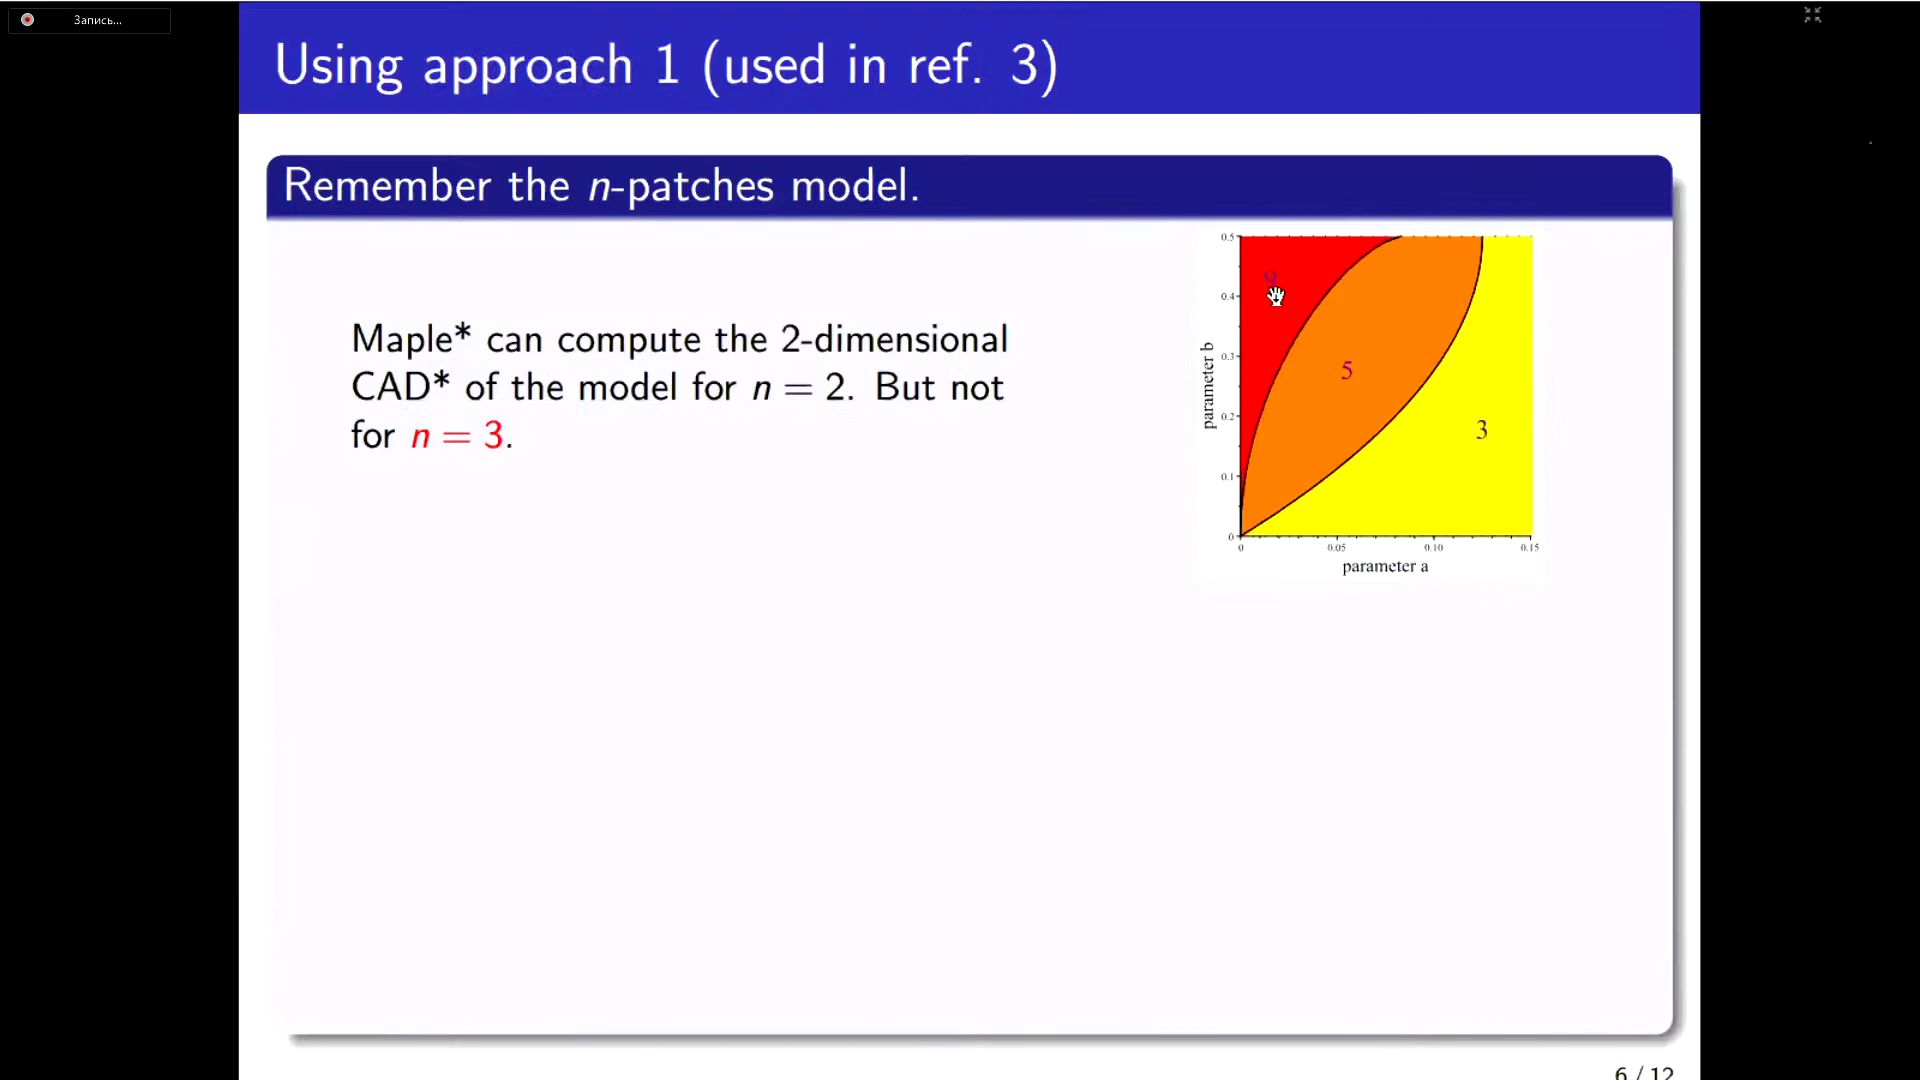 Запись...
Using approach 1 (used in ref. 3)
Remember the n-patches model.
Maple* can compute the 2-dimensional
CAD* of the model for n = 2. But not
for n = 3.
0.5
0.4
0.3
0.2
0.1
0
parameter b
5
3
0
0.05
0.10
0.15
parameter a
6 / 12